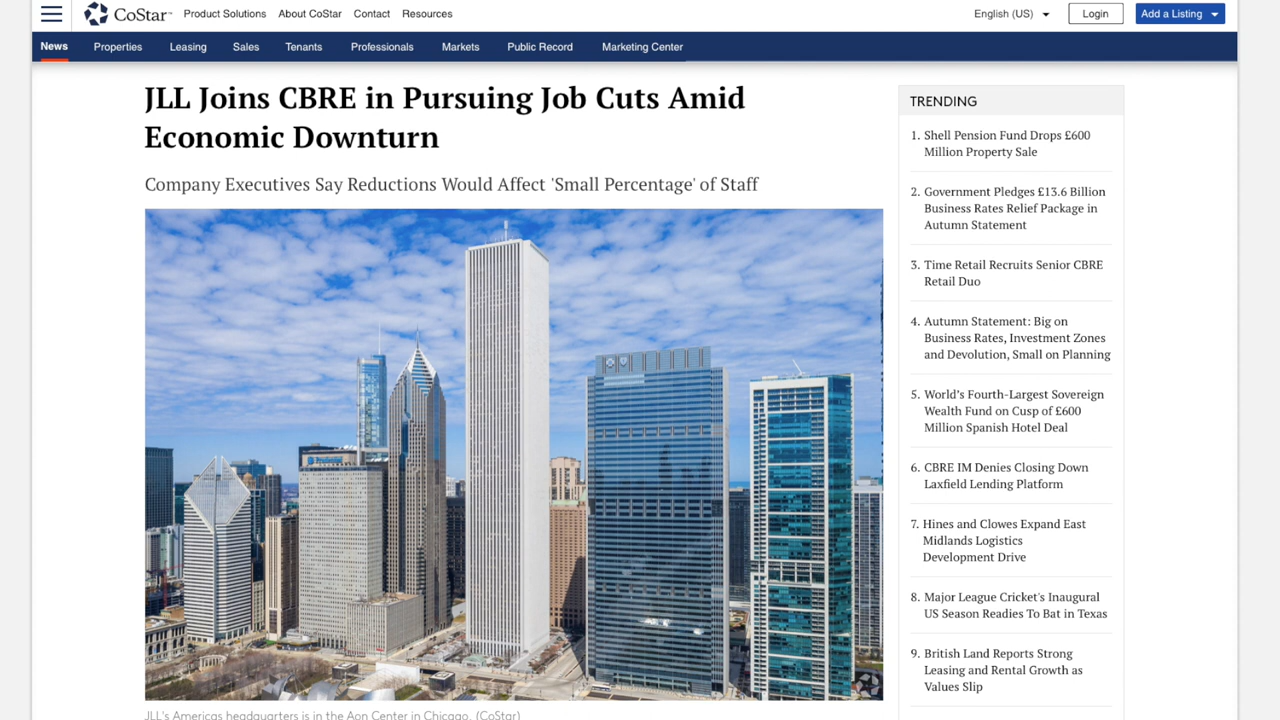 CoStar™
Product Solutions
About CoStar
Contact
Resources
English (US)
Login
Add a Listing
News
Properties
Leasing
Sales
Tenants
Professionals
Markets
Public Record
Marketing Center
JLL Joins CBRE in Pursuing Job Cuts Amid
Economic Downturn
Company Executives Say Reductions Would Affect 'Small Percentage' of Staff
JLL's Americas headquarters is in the Aon Center in Chicago. (CoStar)
TRENDING
1. Shell Pension Fund Drops £600
Million Property Sale
2. Government Pledges £13.6 Billion
Business Rates Relief Package in
Autumn Statement
3. Time Retail Recruits Senior CBRE
Retail Duo
4. Autumn Statement: Big on
Business Rates, Investment Zones
and Devolution, Small on Planning
5. World’s Fourth-Largest Sovereign
Wealth Fund on Cusp of £600
Million Spanish Hotel Deal
6. CBRE IM Denies Closing Down
Laxfield Lending Platform
7. Hines and Clowes Expand East
Midlands Logistics
Development Drive
8. Major League Cricket's Inaugural
US Season Readies To Bat in Texas
9. British Land Reports Strong
Leasing and Rental Growth as
Values Slip